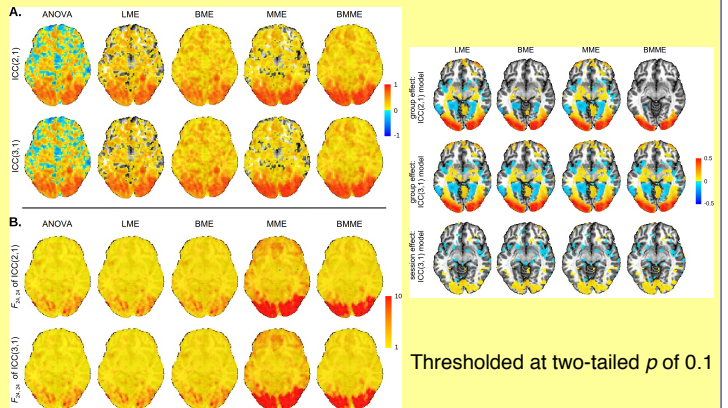 A.
ANOVA LME BME MME BMME
ICC(2,1)
ICC(3,1)
1
0
-1
B.
ANOVA LME BME MME BMME
F24, 24 of ICC(2,1)
F24, 24 of ICC(3,1)
10
1
LME BME MME BMME
group effect:
ICC(2,1) model
group effect:
ICC(3,1) model
session effect:
ICC(3,1) model
0.5
-0.5
Thresholded at two-tailed p of 0.1